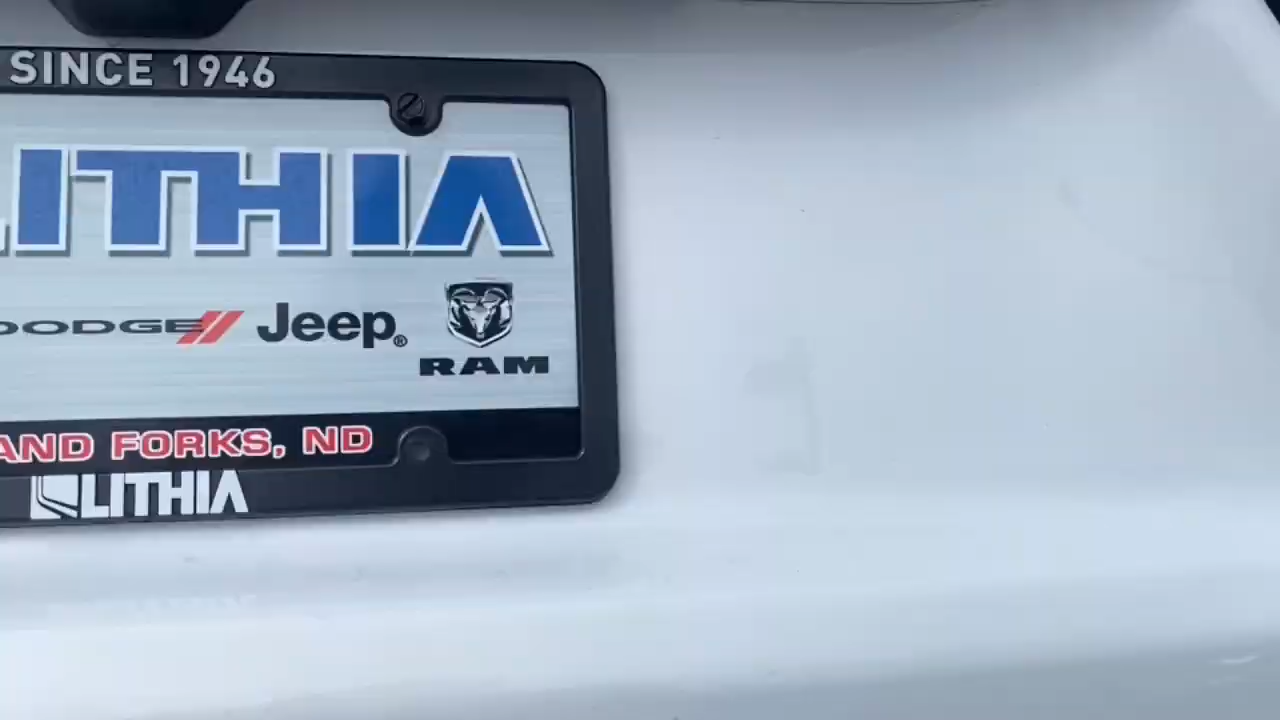 SINCE 1946
LITHIA
DODGE Jeep®
RAM
AND FORKS, ND
LITHIA